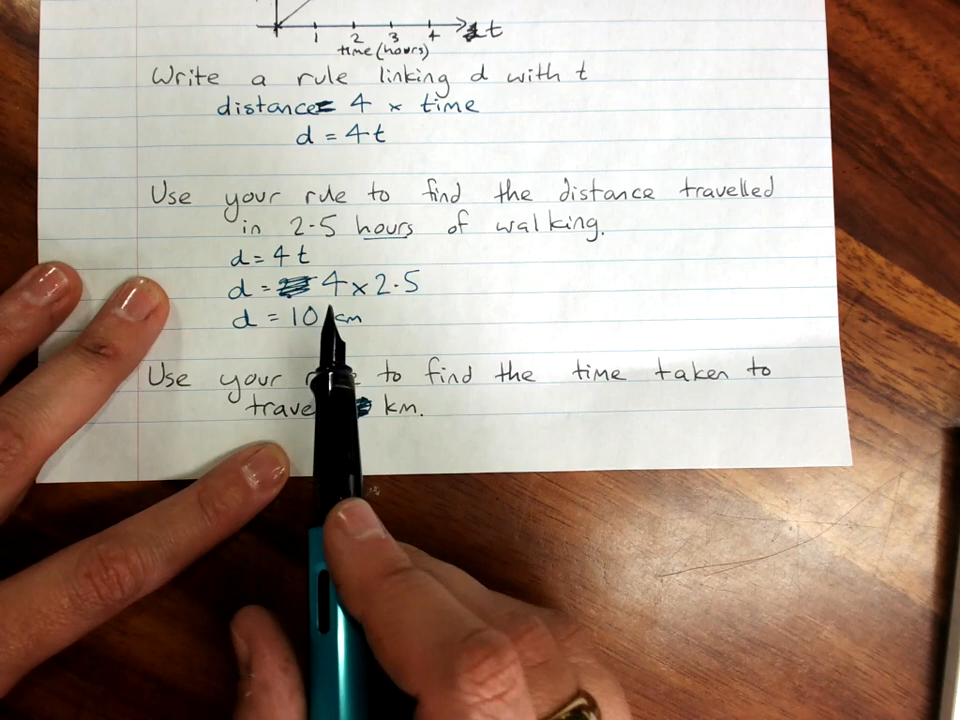 1 2 3 4 t
time (hours)
Write a rule linking d with t
distance = 4 × time
d = 4t
Use your rule to find the distance travelled
in 2.5 hours of walking.
d = 4t
d = 4 × 2.5
d = 10 km
Use your to find the time taken to
km.